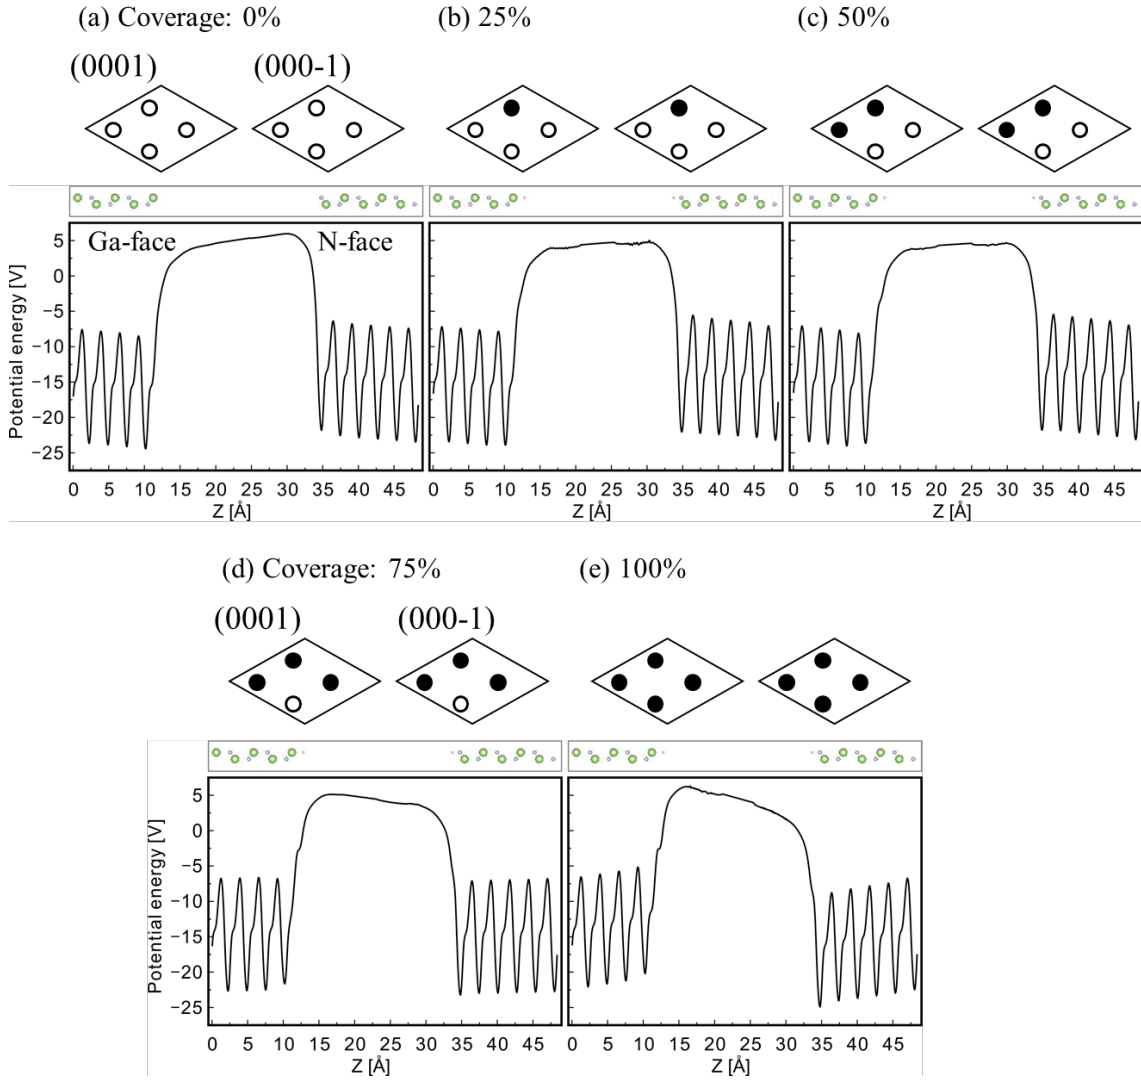 (a) Coverage: 0%
(b) 25%
(c) 50%
(0001)
(000-1)
Ga-face
N-face
Potential energy [V]
5
0
−5
−10
−15
−20
−25
0 5 10 15 20 25 30 35 40 45
Z [Å]
0 5 10 15 20 25 30 35 40 45
Z [Å]
0 5 10 15 20 25 30 35 40 45
Z [Å]
(d) Coverage: 75%
(e) 100%
(0001)
(000-1)
Potential energy [V]
5
0
−5
−10
−15
−20
−25
0 5 10 15 20 25 30 35 40 45
Z [Å]
0 5 10 15 20 25 30 35 40 45
Z [Å]